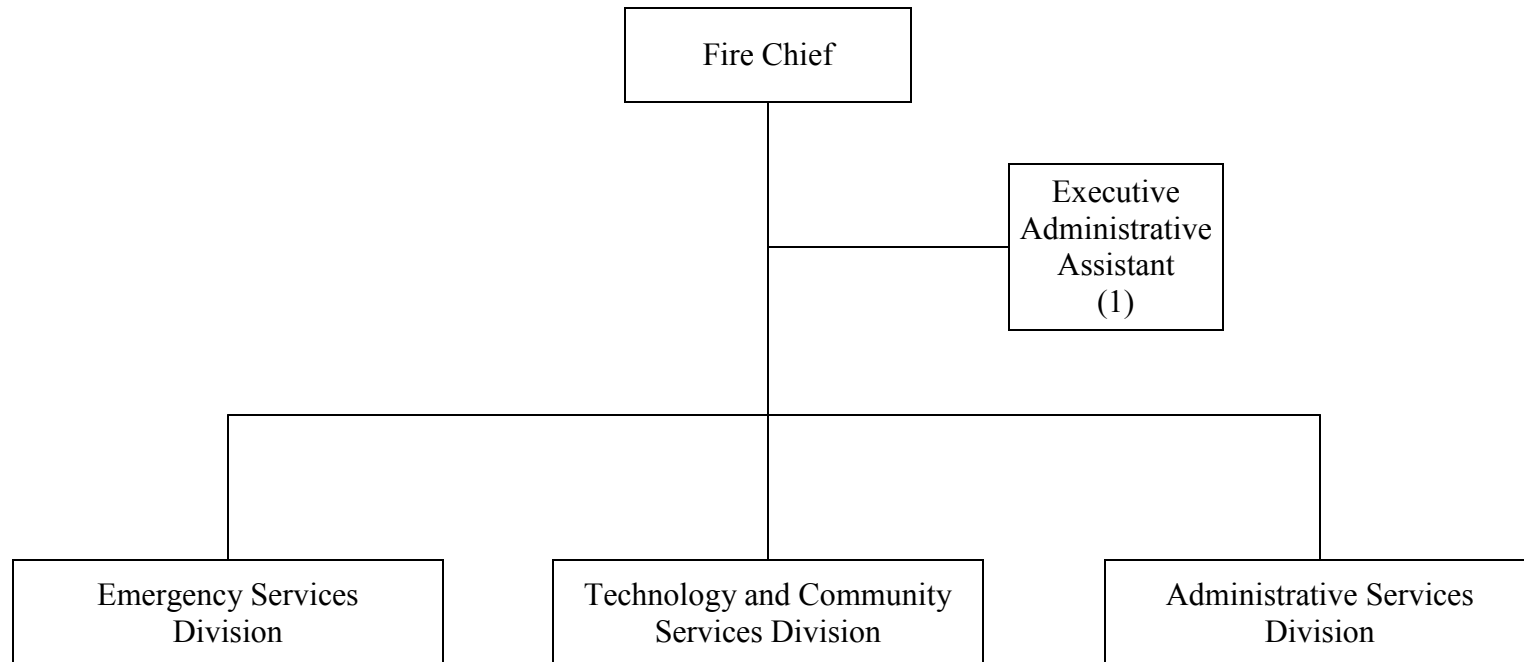 Fire Chief
Executive
Administrative
Assistant
(1)
Emergency Services
Division
Technology and Community
Services Division
Administrative Services
Division